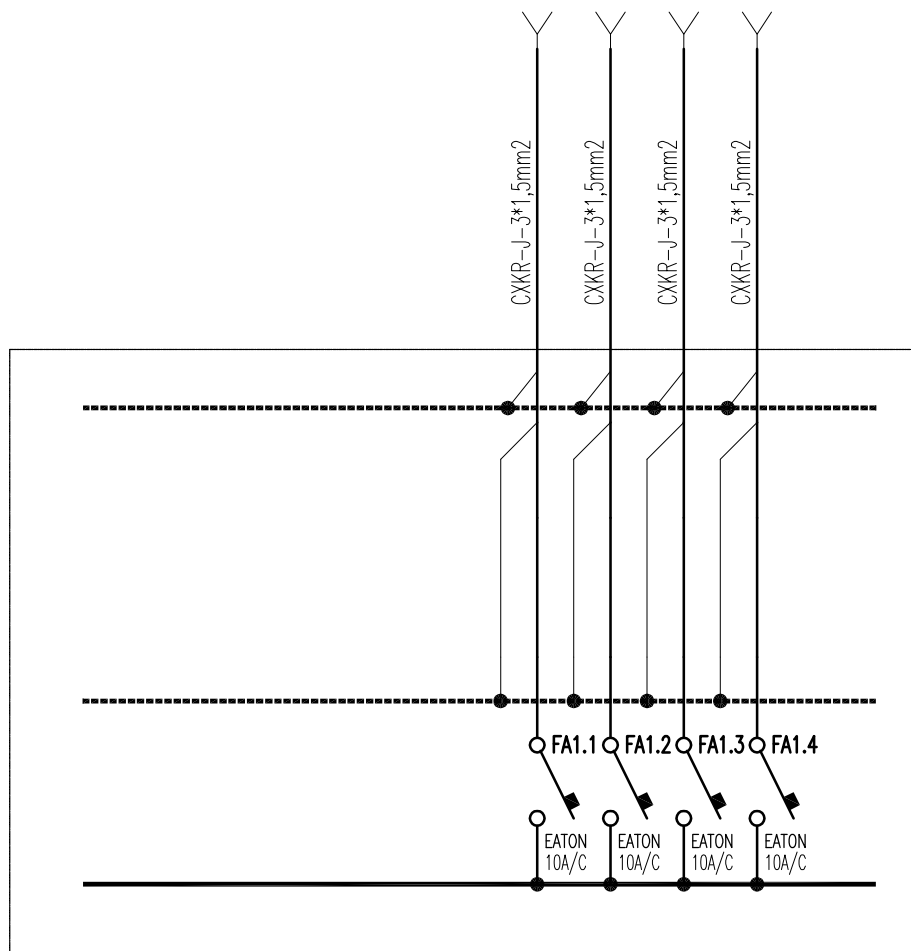 CXKR-J-3*1,5mm2
CXKR-J-3*1,5mm2
CXKR-J-3*1,5mm2
CXKR-J-3*1,5mm2
FA1.1
FA1.2
FA1.3
FA1.4
EATON
10A/C
EATON
10A/C
EATON
10A/C
EATON
10A/C